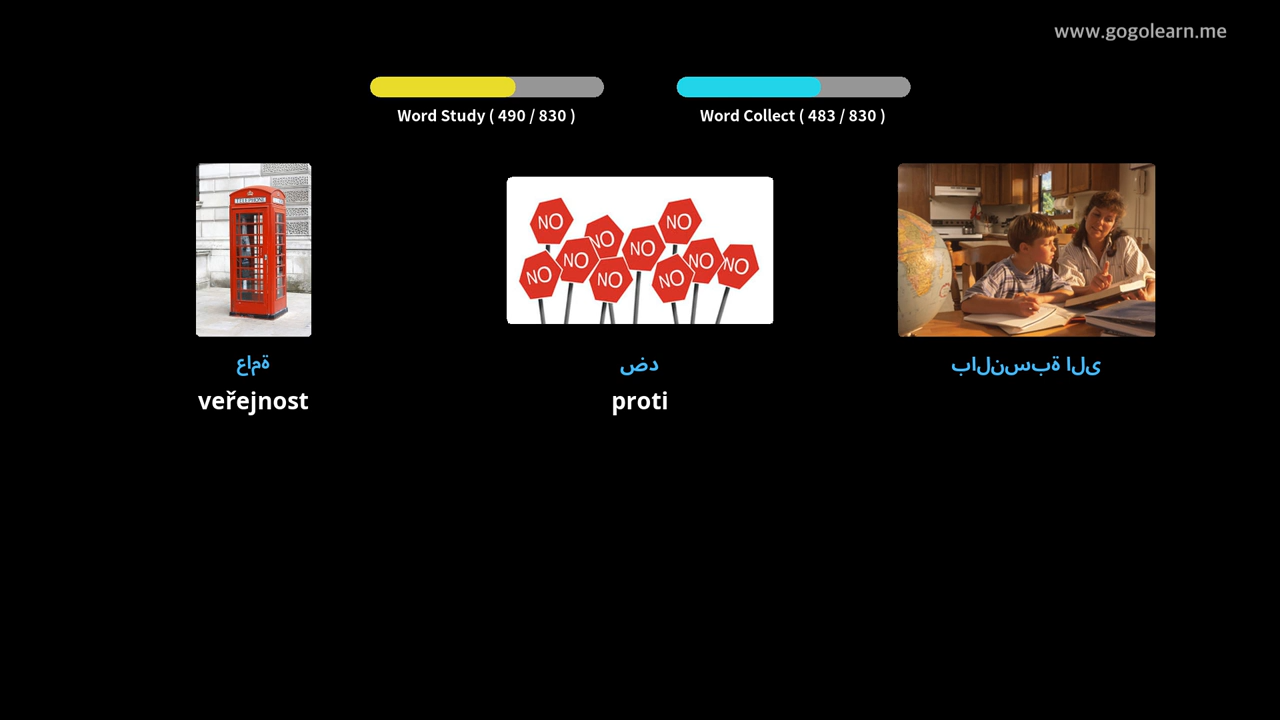 www.gogolearn.me
Word Study ( 490 / 830 )
Word Collect ( 483 / 830 )
TELEPHONE
NO
NO
NO
NO
NO
NO
NO
NO
NO
NO
عامة
ضد
بالنسبة الى
veřejnost
proti